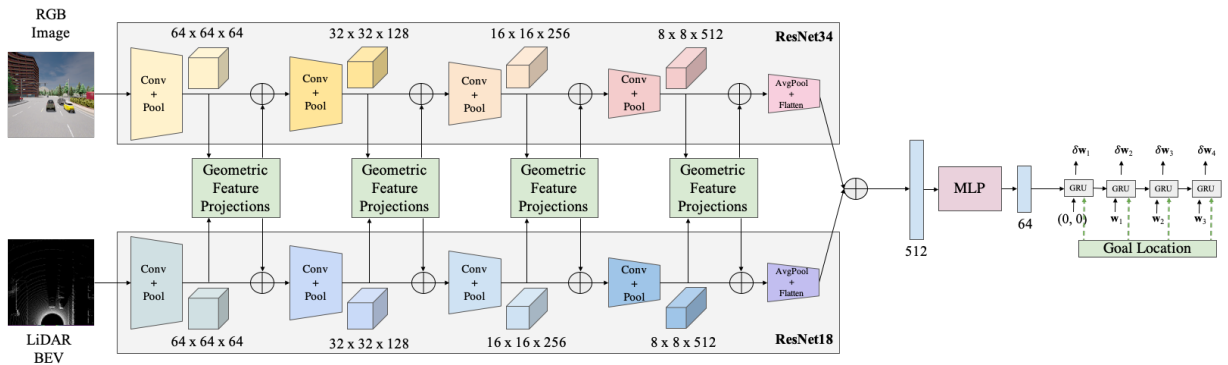 RGB
Image
64 x 64 x 64
32 x 32 x 128
16 x 16 x 256
8 x 8 x 512
ResNet34
Conv
+
Pool
Conv
+
Pool
Conv
+
Pool
Conv
+
Pool
AvgPool
+
Flatten
Geometric
Feature
Projections
Geometric
Feature
Projections
Geometric
Feature
Projections
Geometric
Feature
Projections
LiDAR
BEV
Conv
+
Pool
Conv
+
Pool
Conv
+
Pool
Conv
+
Pool
AvgPool
+
Flatten
64 x 64 x 64
32 x 32 x 128
16 x 16 x 256
8 x 8 x 512
ResNet18
512
MLP
64
δw₁ δw₂ δw₃ δw₄
GRU GRU GRU GRU
(0, 0) w₁ w₂ w₃
Goal Location